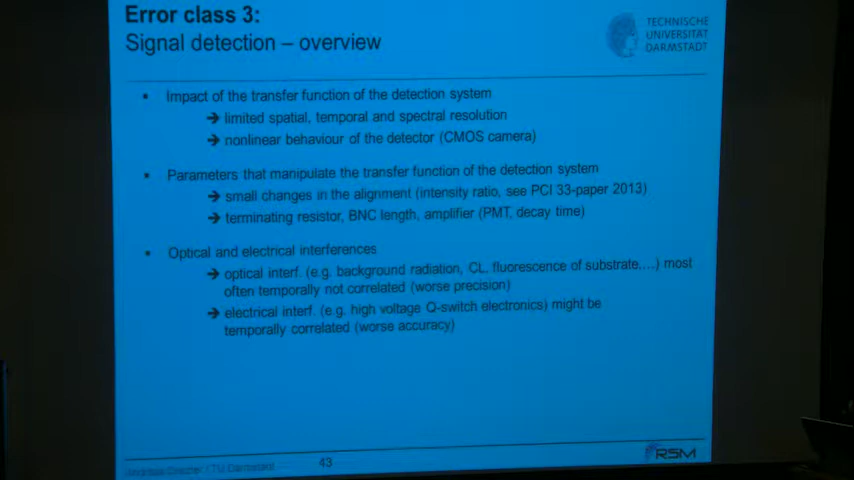 Error class 3:
Signal detection – overview
TECHNISCHE
UNIVERSITÄT
DARMSTADT
• Impact of the transfer function of the detection system
➔ limited spatial, temporal and spectral resolution
➔ nonlinear behaviour of the detector (CMOS camera)
• Parameters that manipulate the transfer function of the detection system
➔ small changes in the alignment (intensity ratio, see PCI 33-paper 2013)
➔ terminating resistor, BNC length, amplifier (PMT, decay time)
• Optical and electrical interferences
➔ optical interf. (e.g. background radiation, CL, fluorescence of substrate,…) most
often temporally not correlated (worse precision)
➔ electrical interf. (e.g. high voltage Q-switch electronics) might be
temporally correlated (worse accuracy)
/ TU Darmstadt
43
RSM